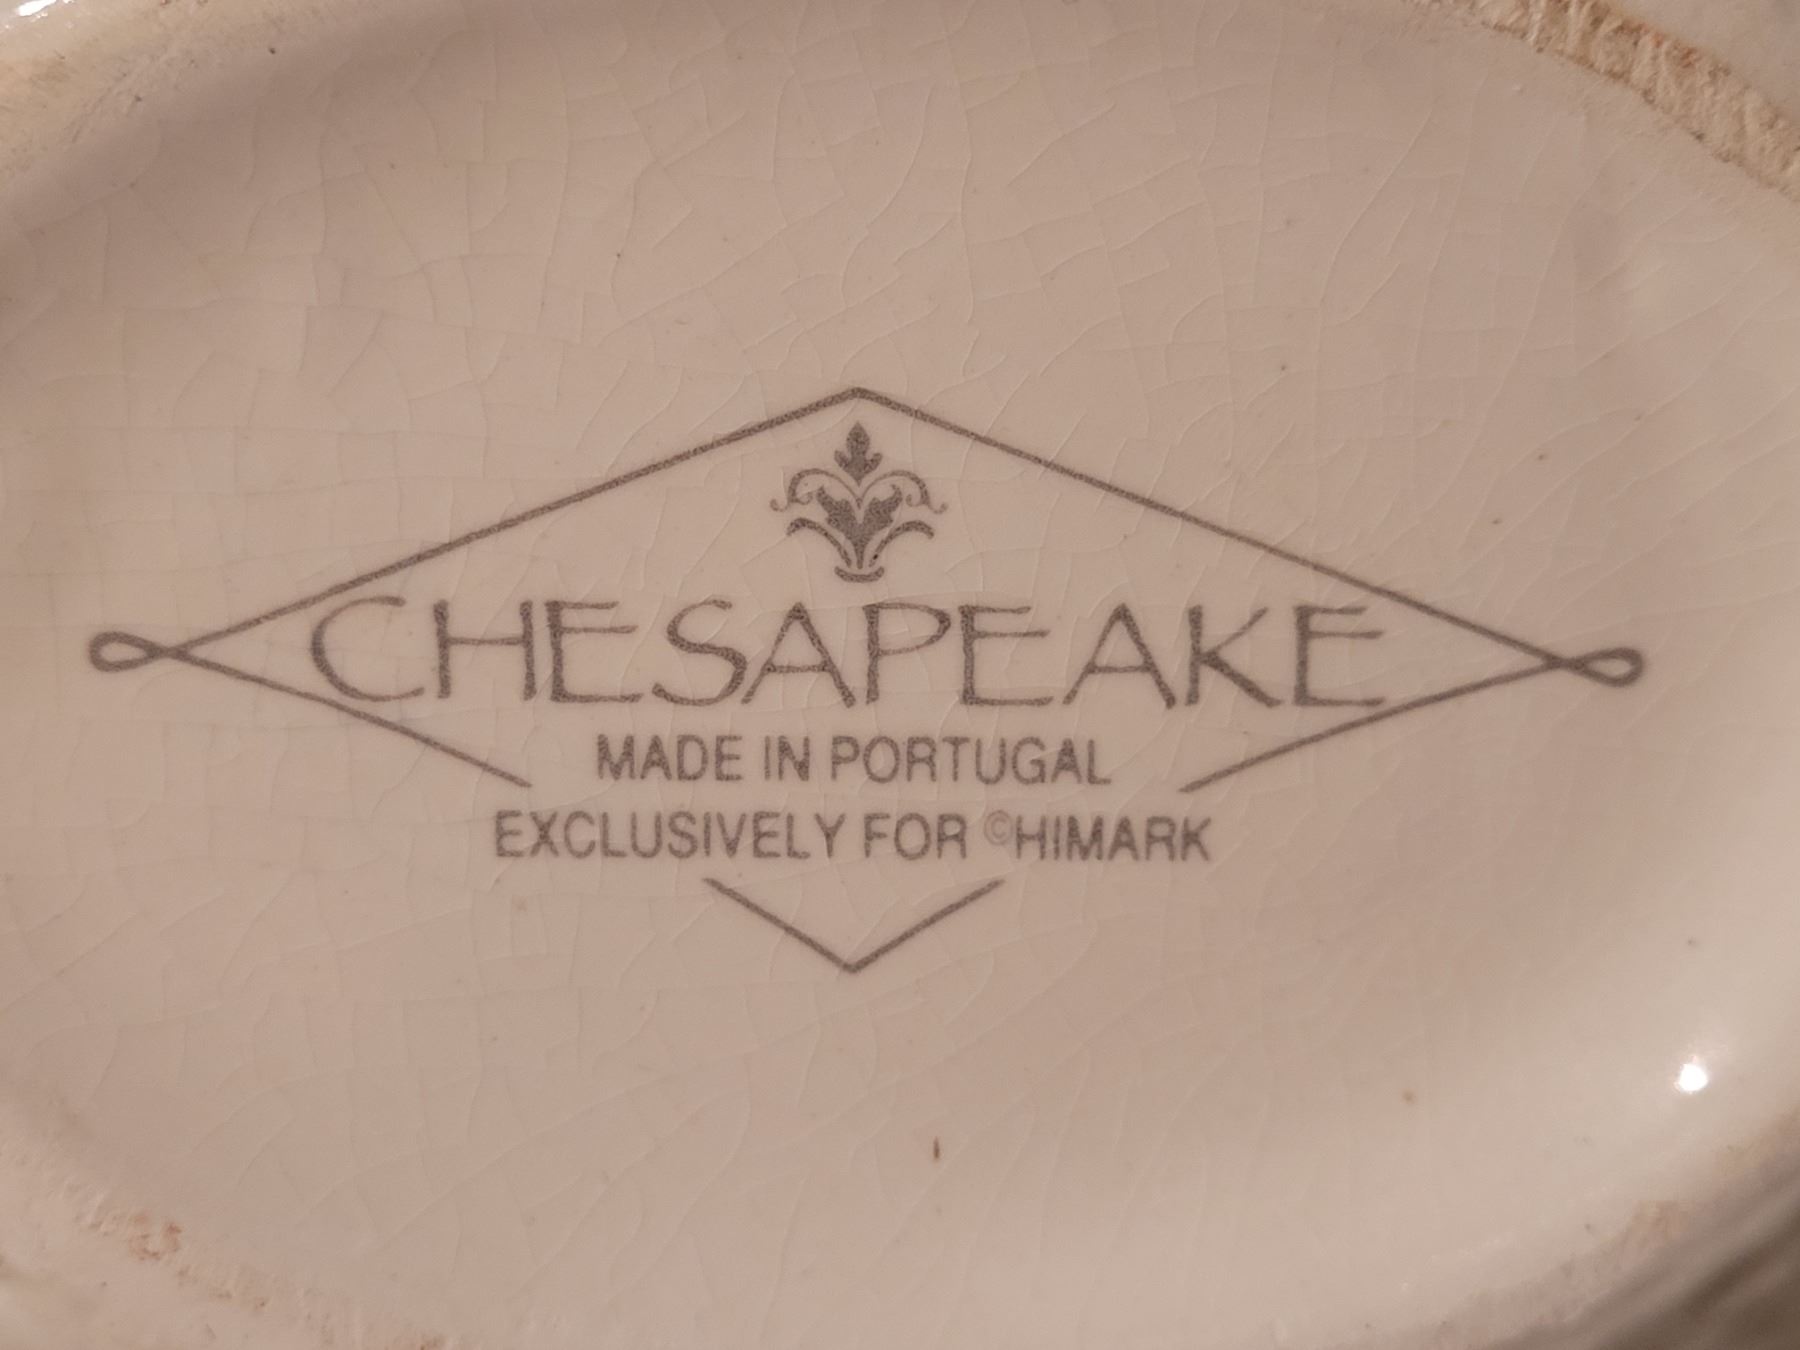 CHESAPEAKE
MADE IN PORTUGAL
EXCLUSIVELY FOR ©HIMARK